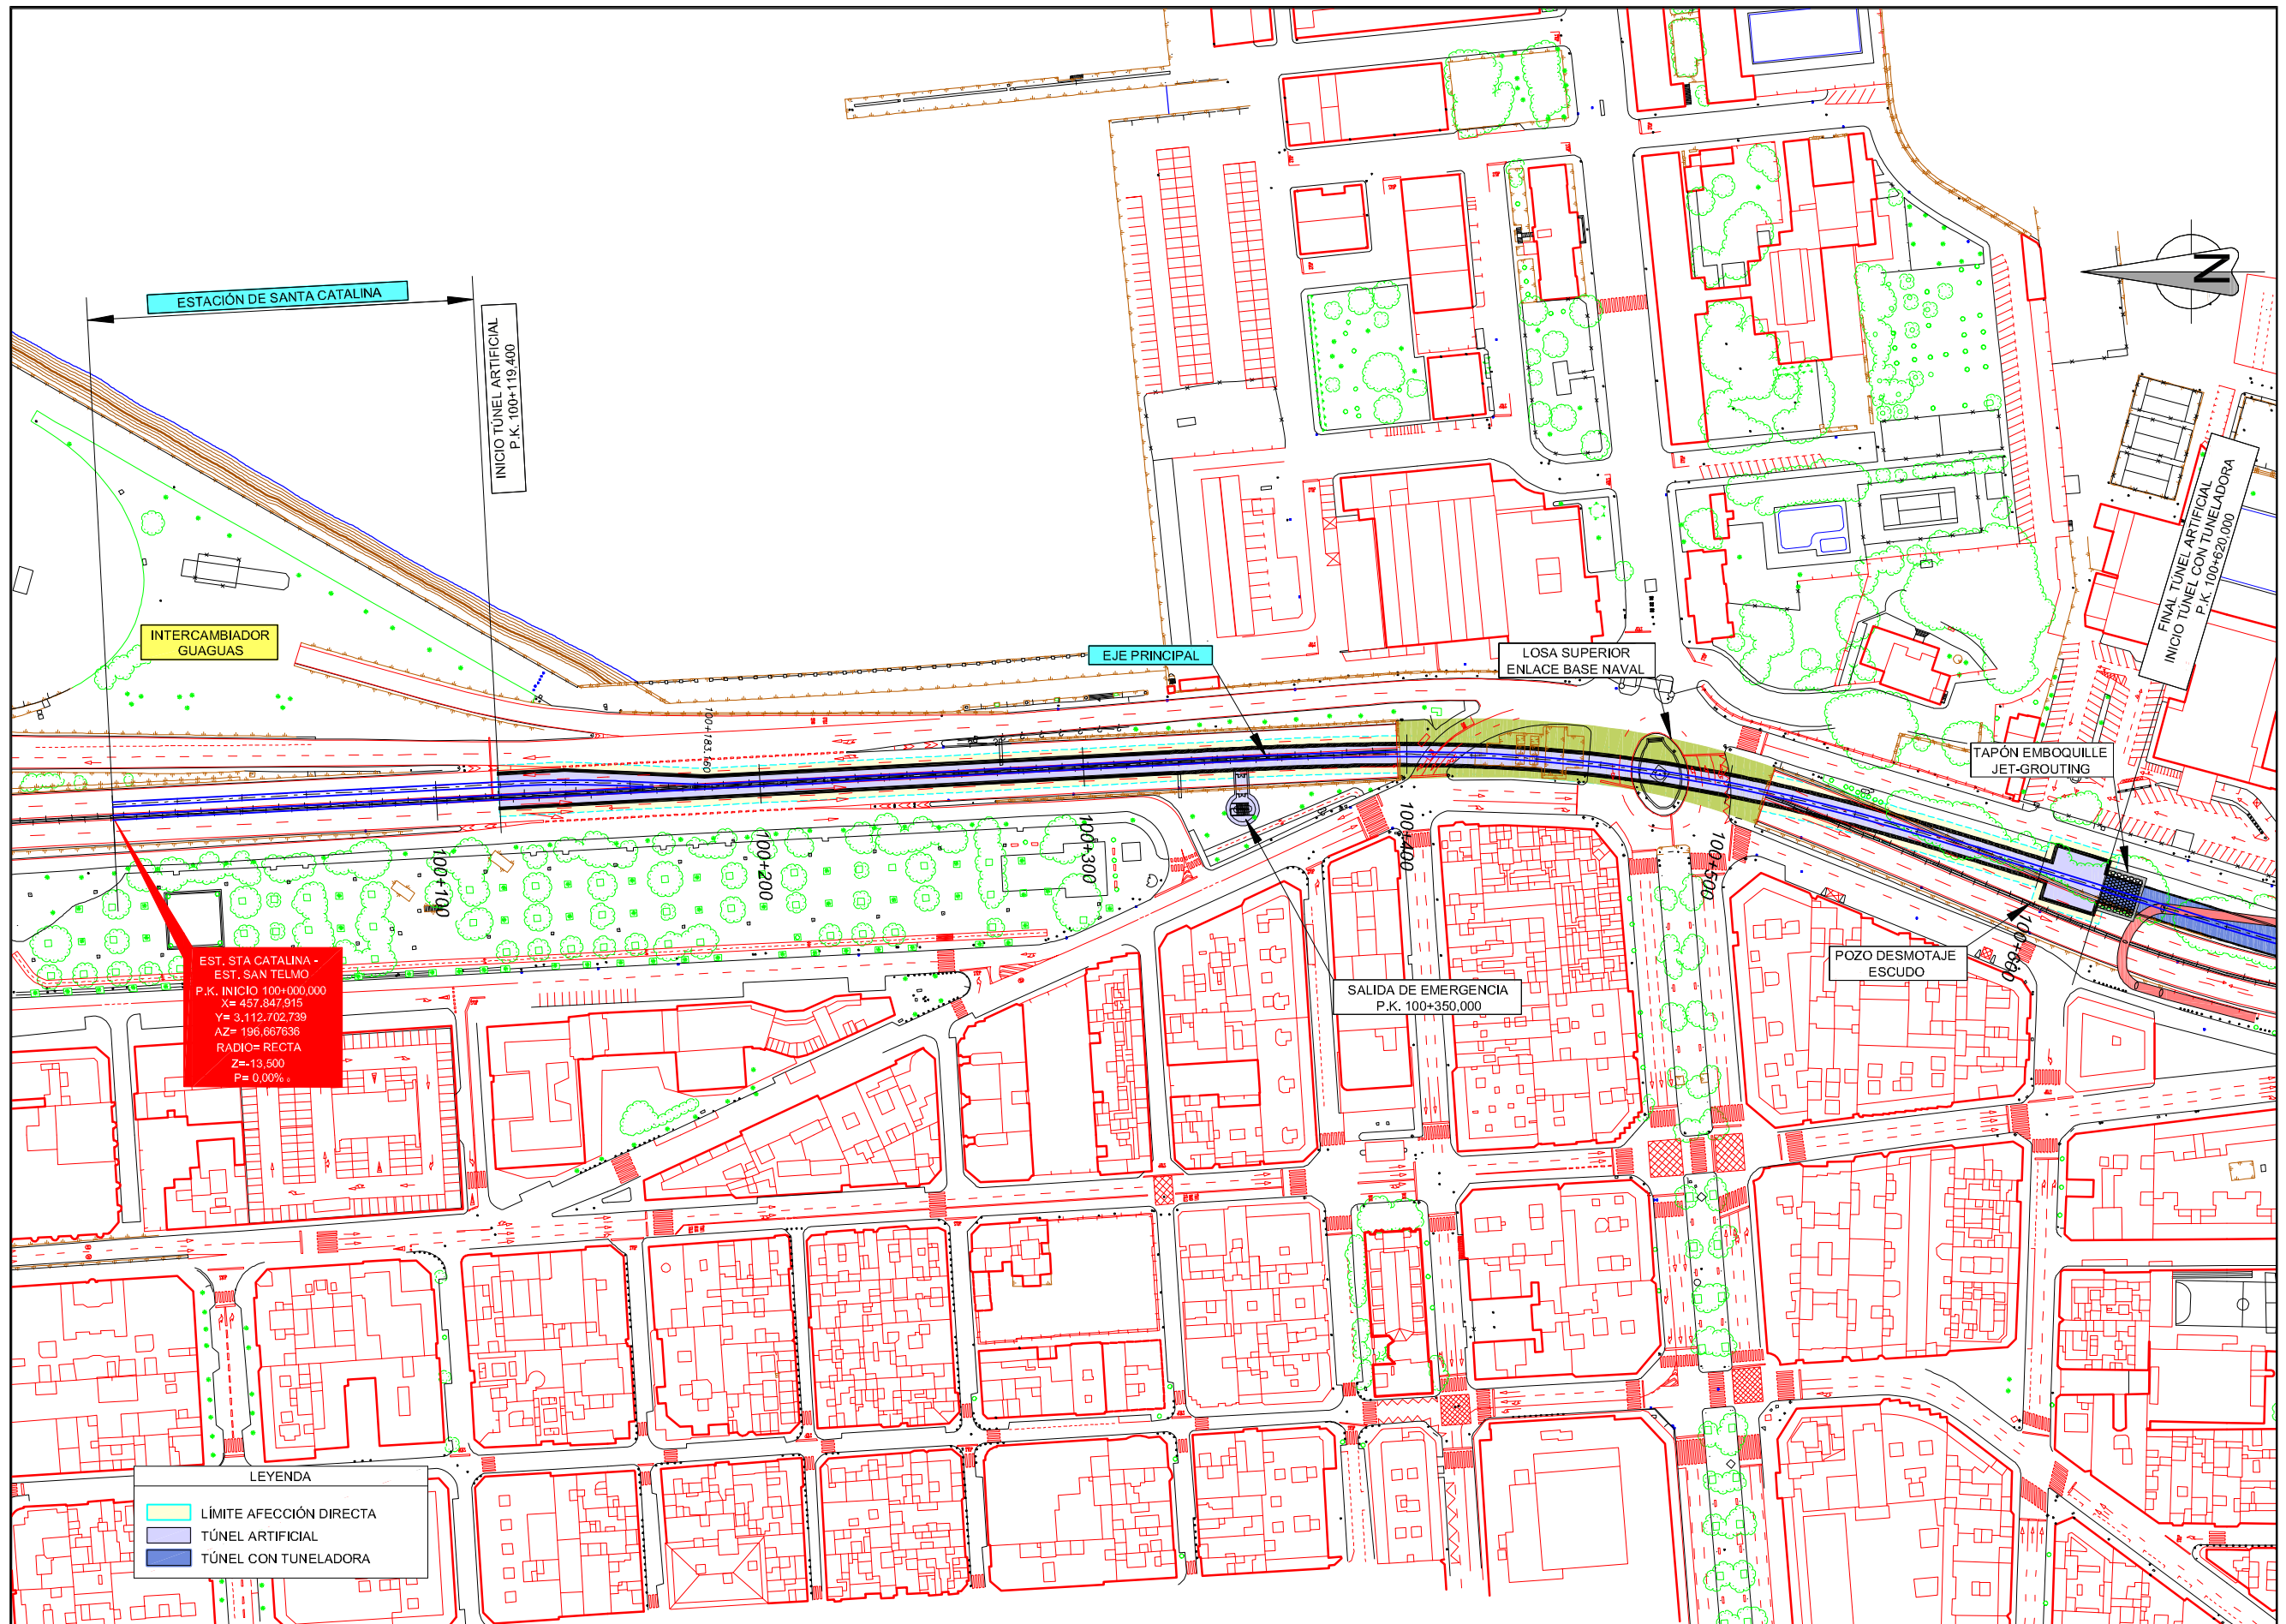 ESTACIÓN DE SANTA CATALINA
INICIO TÚNEL ARTIFICIAL
P.K. 100+119,400
N
INTERCAMBIADOR
GUAGUAS
EJE PRINCIPAL
LOSA SUPERIOR
ENLACE BASE NAVAL
FINAL TÚNEL ARTIFICIAL
INICIO TÚNEL CON TUNELADORA
P.K. 100+620,000
TAPÓN EMBOQUILLE
JET-GROUTING
100+183,160
100+100
100+200
100+300
100+400
100+500
100+600
POZO DESMOTAJE
ESCUDO
SALIDA DE EMERGENCIA
P.K. 100+350,000
EST. STA CATALINA -
EST. SAN TELMO
P.K. INICIO 100+000,000
X= 457.847,915
Y= 3.112.702,739
AZ= 196,667636
RADIO= RECTA
Z=-13,500
P= 0,00%
LEYENDA
LÍMITE AFECCIÓN DIRECTA
TÚNEL ARTIFICIAL
TÚNEL CON TUNELADORA